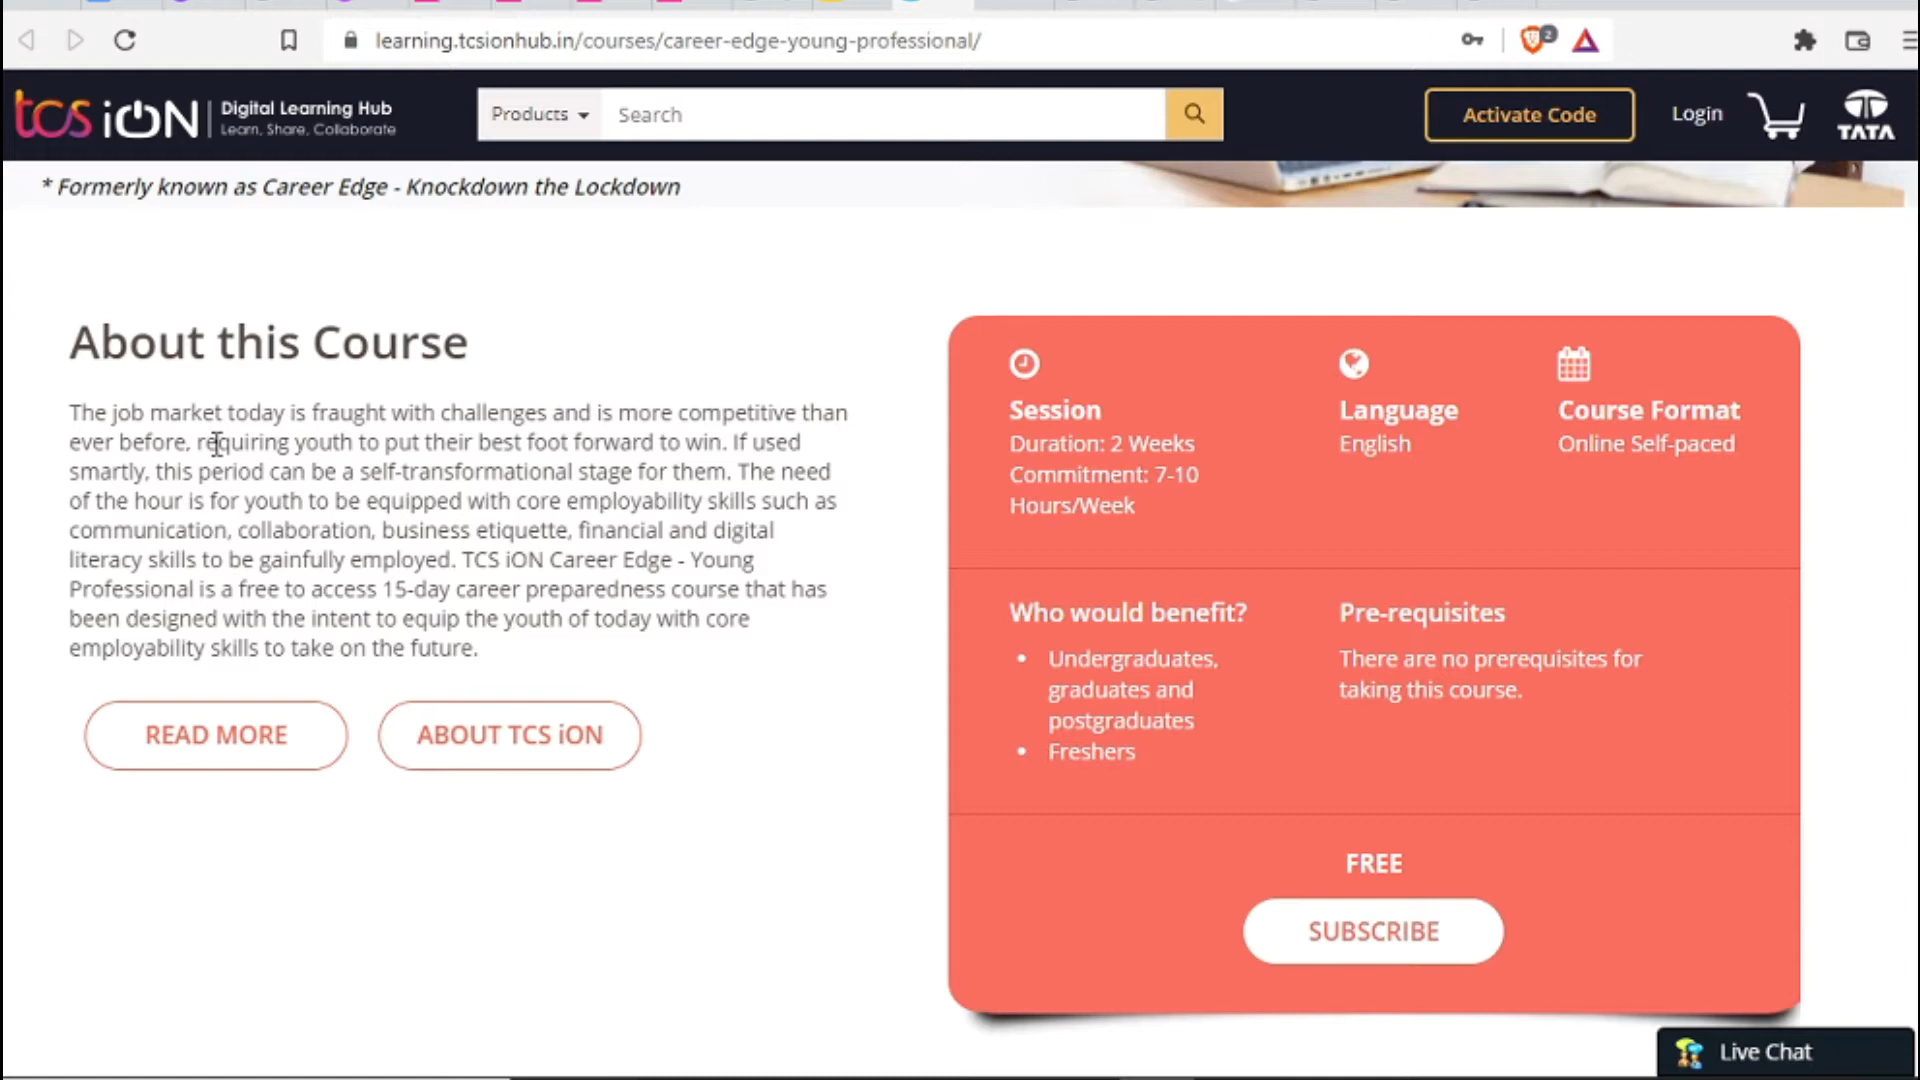 learning.tcsionhub.in/courses/career-edge-young-professional/
2
tcs iON | Digital Learning Hub
Learn, Share, Collaborate
Products
Search
Activate Code
Login
TATA
* Formerly known as Career Edge - Knockdown the Lockdown
About this Course
The job market today is fraught with challenges and is more competitive than
ever before, requiring youth to put their best foot forward to win. If used
smartly, this period can be a self-transformational stage for them. The need
of the hour is for youth to be equipped with core employability skills such as
communication, collaboration, business etiquette, financial and digital
literacy skills to be gainfully employed. TCS iON Career Edge - Young
Professional is a free to access 15-day career preparedness course that has
been designed with the intent to equip the youth of today with core
employability skills to take on the future.
READ MORE
ABOUT TCS iON
Session
Duration: 2 Weeks
Commitment: 7-10
Hours/Week
Language
English
Course Format
Online Self-paced
Who would benefit?
• Undergraduates,
graduates and
postgraduates
• Freshers
Pre-requisites
There are no prerequisites for
taking this course.
FREE
SUBSCRIBE
Live Chat